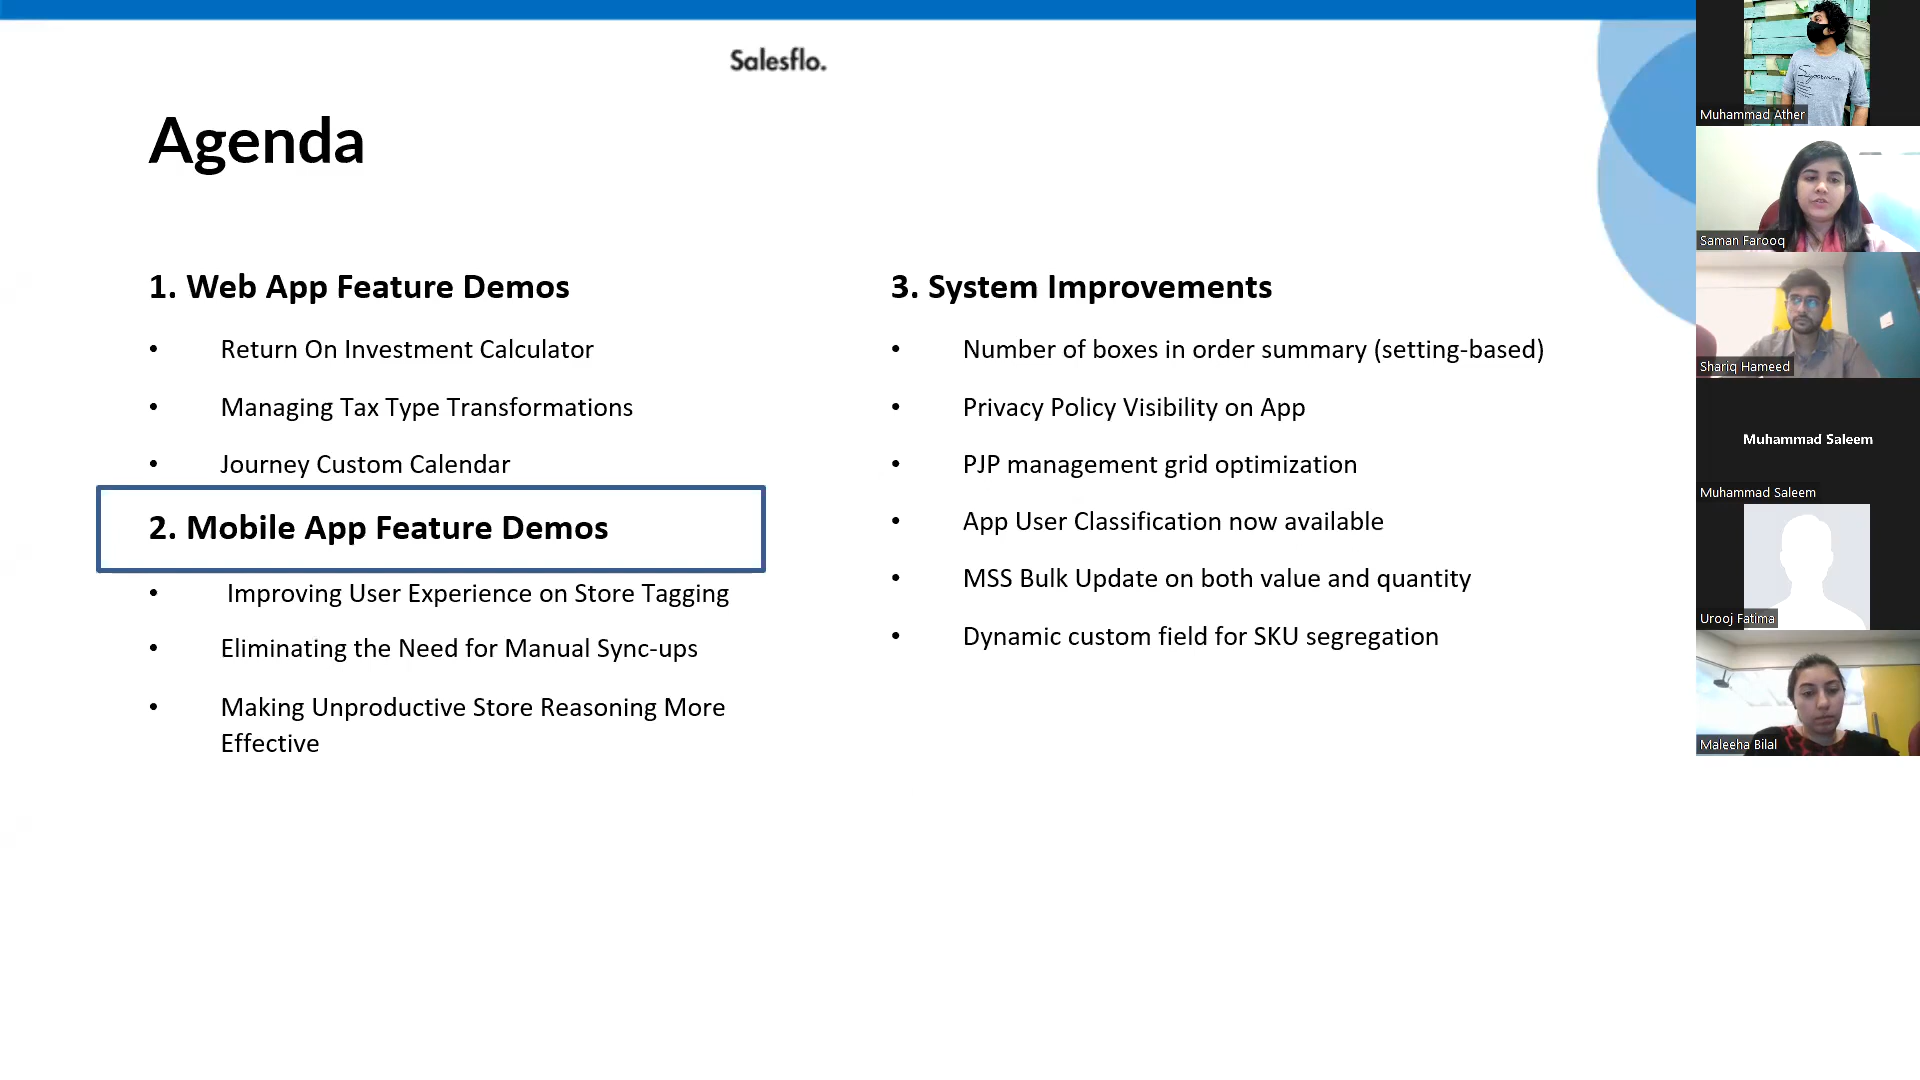 Salesflo.
Agenda
1. Web App Feature Demos
• Return On Investment Calculator
• Managing Tax Type Transformations
• Journey Custom Calendar
2. Mobile App Feature Demos
• Improving User Experience on Store Tagging
• Eliminating the Need for Manual Sync-ups
• Making Unproductive Store Reasoning More
Effective
3. System Improvements
• Number of boxes in order summary (setting-based)
• Privacy Policy Visibility on App
• PJP management grid optimization
• App User Classification now available
• MSS Bulk Update on both value and quantity
• Dynamic custom field for SKU segregation
Muhammad Ather
Saman Farooq
Shariq Hameed
Muhammad Saleem
Muhammad Saleem
Urooj Fatima
Maleeha Bilal